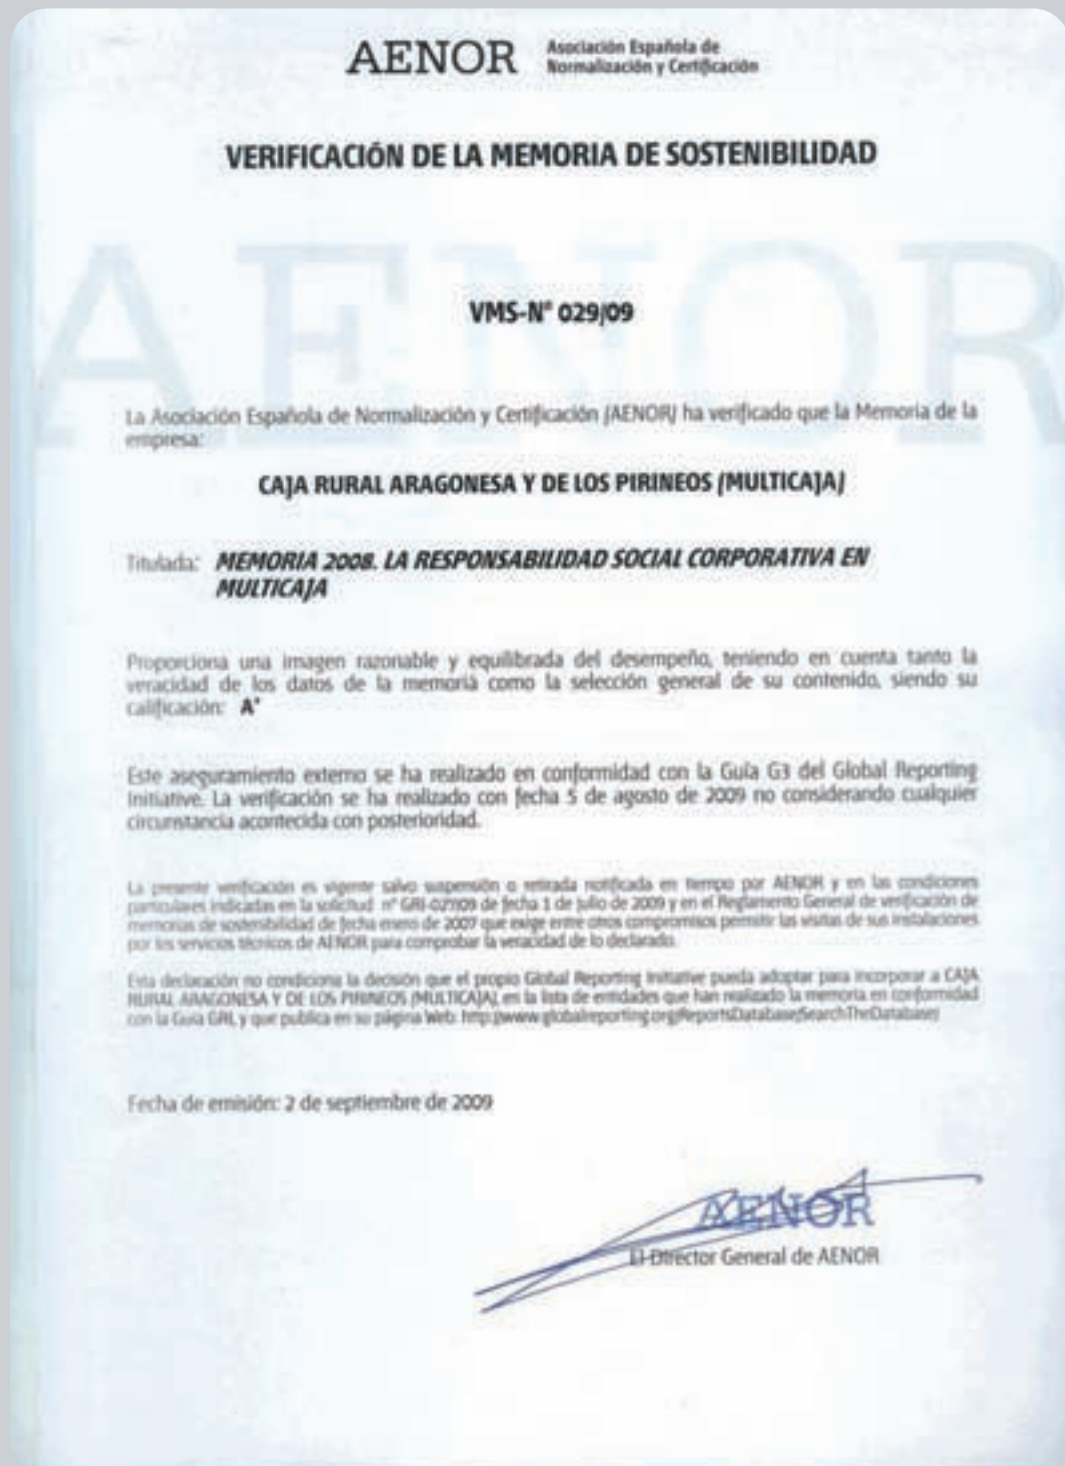 AENOR
Asociación Española de
Normalización y Certificación
VERIFICACIÓN DE LA MEMORIA DE SOSTENIBILIDAD
AENOR
VMS-Nº 029/09
La Asociación Española de Normalización y Certificación (AENOR) ha verificado que la Memoria de la
empresa:
CAJA RURAL ARAGONESA Y DE LOS PIRINEOS (MULTICAJA)
Titulada: MEMORIA 2008. LA RESPONSABILIDAD SOCIAL CORPORATIVA EN
MULTICAJA
Proporciona una imagen razonable y equilibrada del desempeño, teniendo en cuenta tanto la
veracidad de los datos de la memoria como la selección general de su contenido, siendo su
calificación: A+
Este aseguramiento externo se ha realizado en conformidad con la Guía G3 del Global Reporting
Initiative. La verificación se ha realizado con fecha 5 de agosto de 2009 no considerando cualquier
circunstancia acontecida con posterioridad.
La presente verificación es vigente salvo suspensión o retirada notificada en tiempo por AENOR y en las condiciones
particulares indicadas en la solicitud nº de fecha 1 de julio de 2009 y en el Reglamento General de verificación de
memorias de sostenibilidad de fecha enero de 2007 que exige entre otros compromisos permitir las visitas de sus instalaciones
por los servicios técnicos de AENOR para comprobar la veracidad de lo declarado.
Esta declaración no condiciona la decisión que el propio Global Reporting Initiative pueda adoptar para incorporar a CAJA
RURAL ARAGONESA Y DE LOS PIRINEOS (MULTICAJA), en la lista de entidades que han realizado la memoria en conformidad
con la Guía GRI, y que publica en su página Web: http://www.globalreporting.org/ReportsDatabase/SearchTheDatabase/
Fecha de emisión: 2 de septiembre de 2009
AENOR
El Director General de AENOR